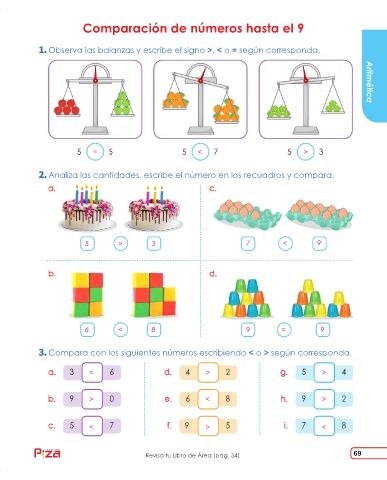 Comparación de números hasta el 9
1. Observa las balanzas y escribe el signo >, < o = según corresponda.
Aritmética
5 = 5 5 < 7 5 > 3
2. Analiza las cantidades, escribe el número en los recuadros y compara.
a. c.
5 > 3 7 < 9
b. d.
6 < 8 9 = 9
3. Compara con los siguientes números escribiendo < o > según corresponda.
a. 3 < 6 d. 4 > 2 g. 5 > 4
b. 9 > 0 e. 6 < 8 h. 9 > 2
c. 5 < 7 f. 9 > 5 i. 7 < 8
Revisa tu Libro de Área (pág. 34) 69